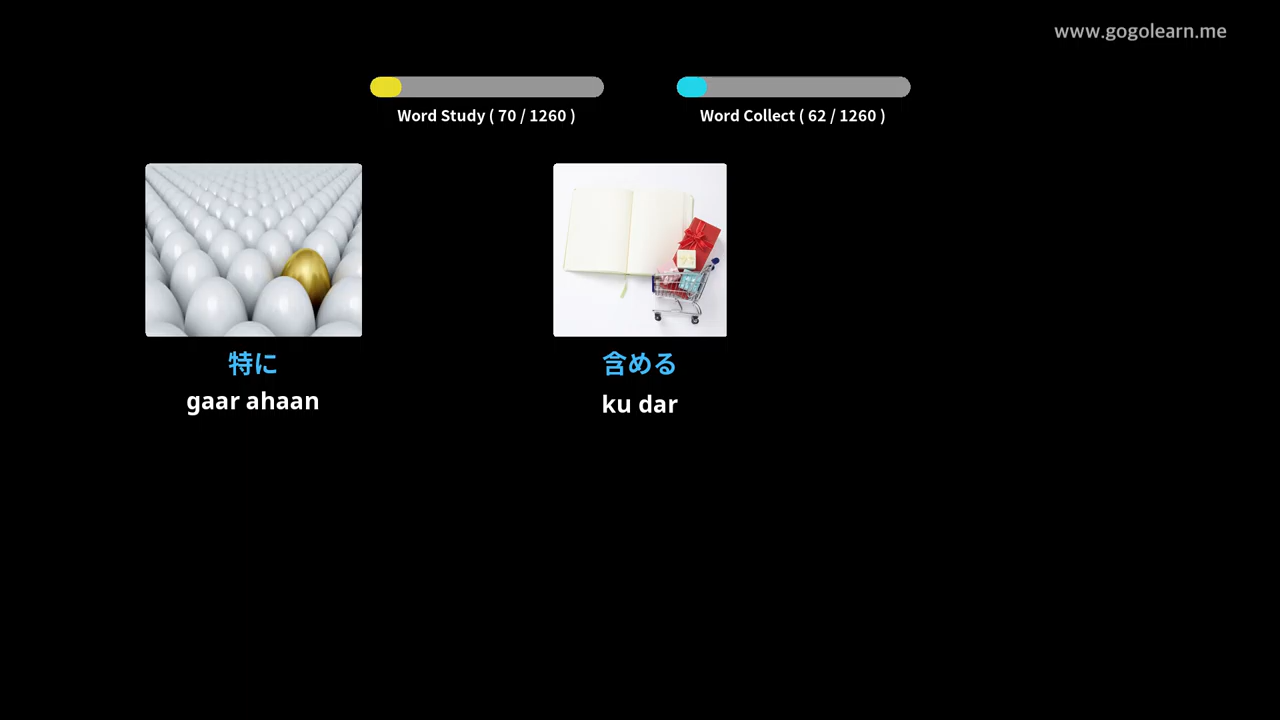 www.gogolearn.me
Word Study ( 70 / 1260 )
Word Collect ( 62 / 1260 )
特に
gaar ahaan
含める
ku dar